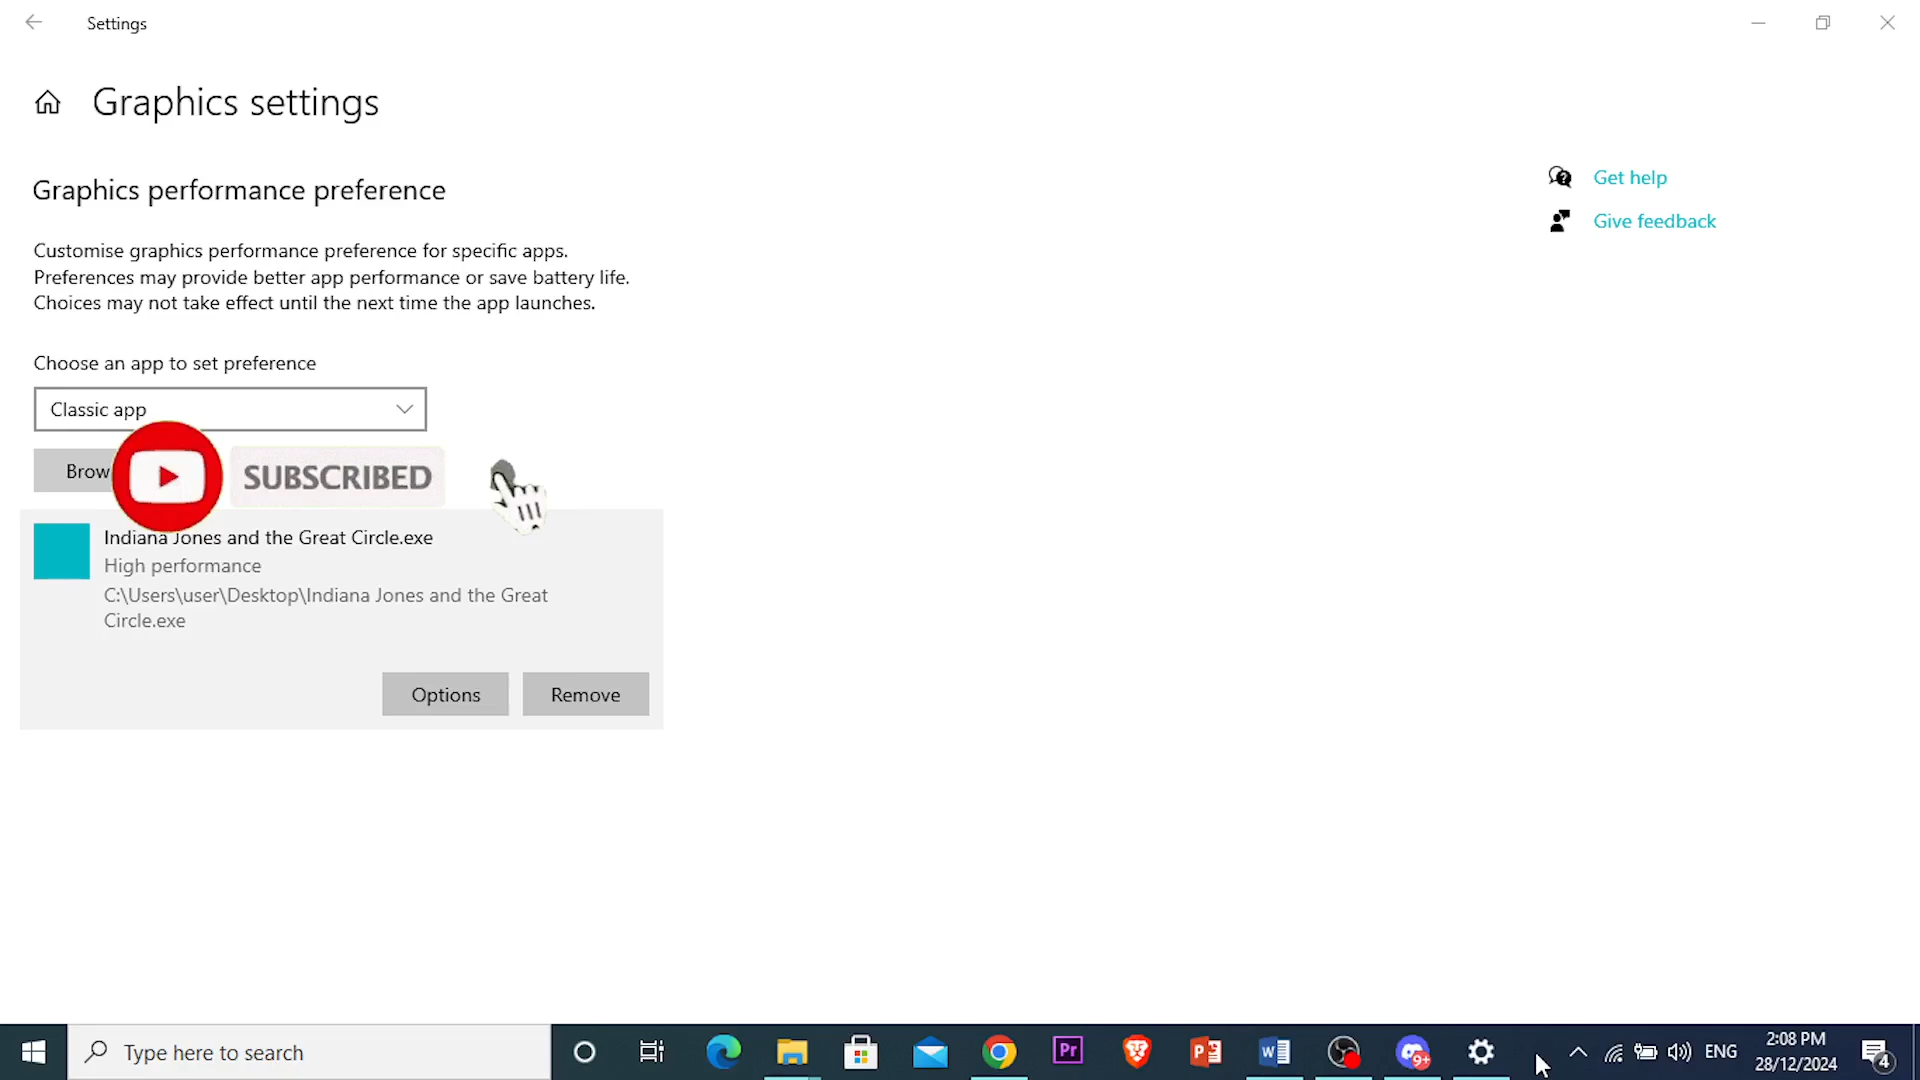 Settings
Graphics settings
Graphics performance preference
Get help
Give feedback
Customise graphics performance preference for specific apps.
Preferences may provide better app performance or save battery life.
Choices may not take effect until the next time the app launches.
Choose an app to set preference
Classic app
Brow
SUBSCRIBED
Indiana Jones and the Great Circle.exe
High performance
C:\Users\user\Desktop\Indiana Jones and the Great
Circle.exe
Options
Remove
Type here to search
Pr
9+
ENG
2:08 PM
28/12/2024
4